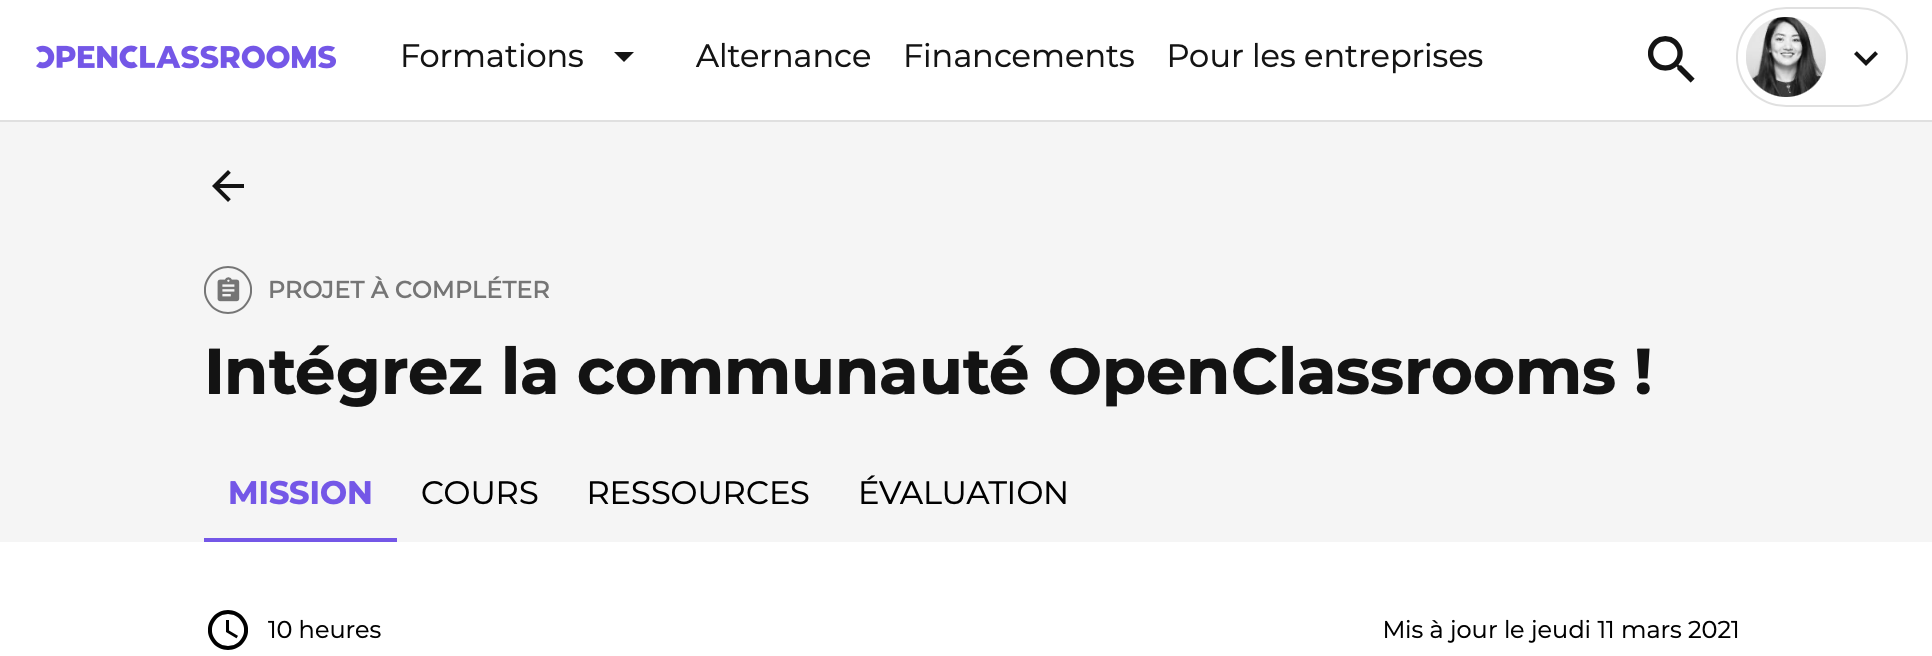 OPENCLASSROOMS Formations Alternance Financements Pour les entreprises
PROJET À COMPLÉTER
Intégrez la communauté OpenClassrooms !
MISSION COURS RESSOURCES ÉVALUATION
10 heures Mis à jour le jeudi 11 mars 2021